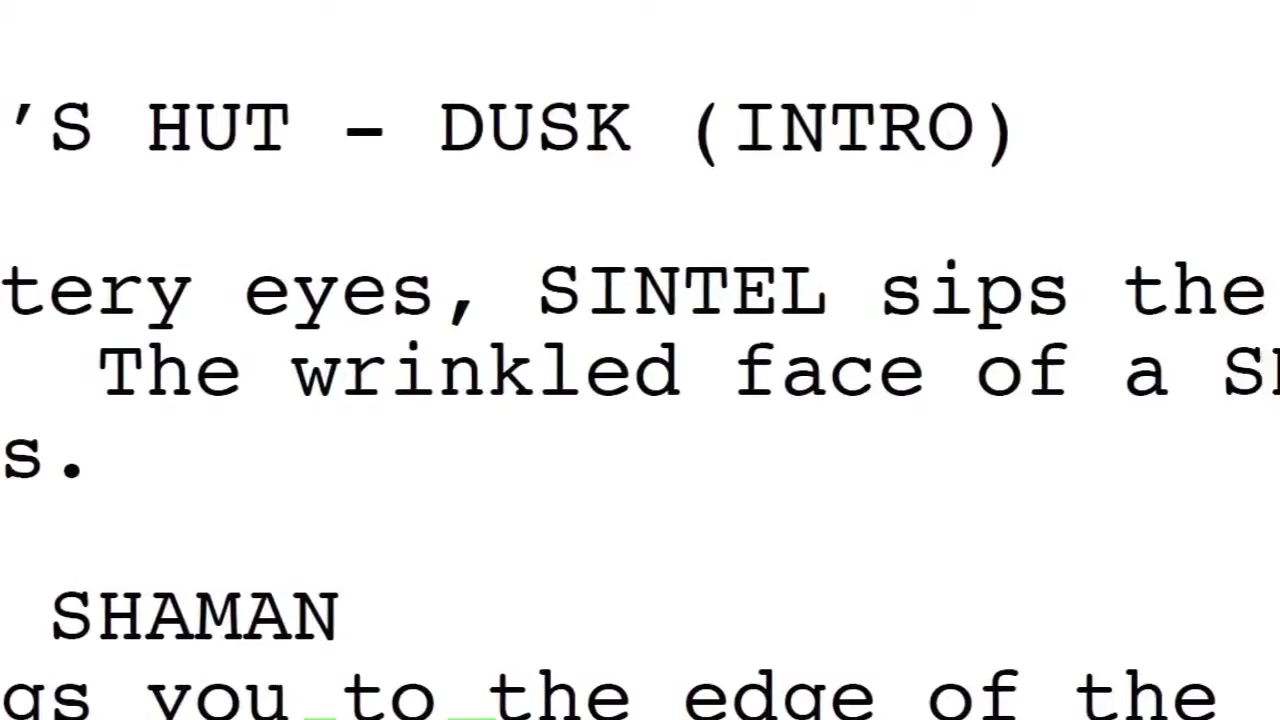 ’S HUT - DUSK (INTRO)
tery eyes, SINTEL sips the
The wrinkled face of a
s.
SHAMAN
gs you to the edge of the